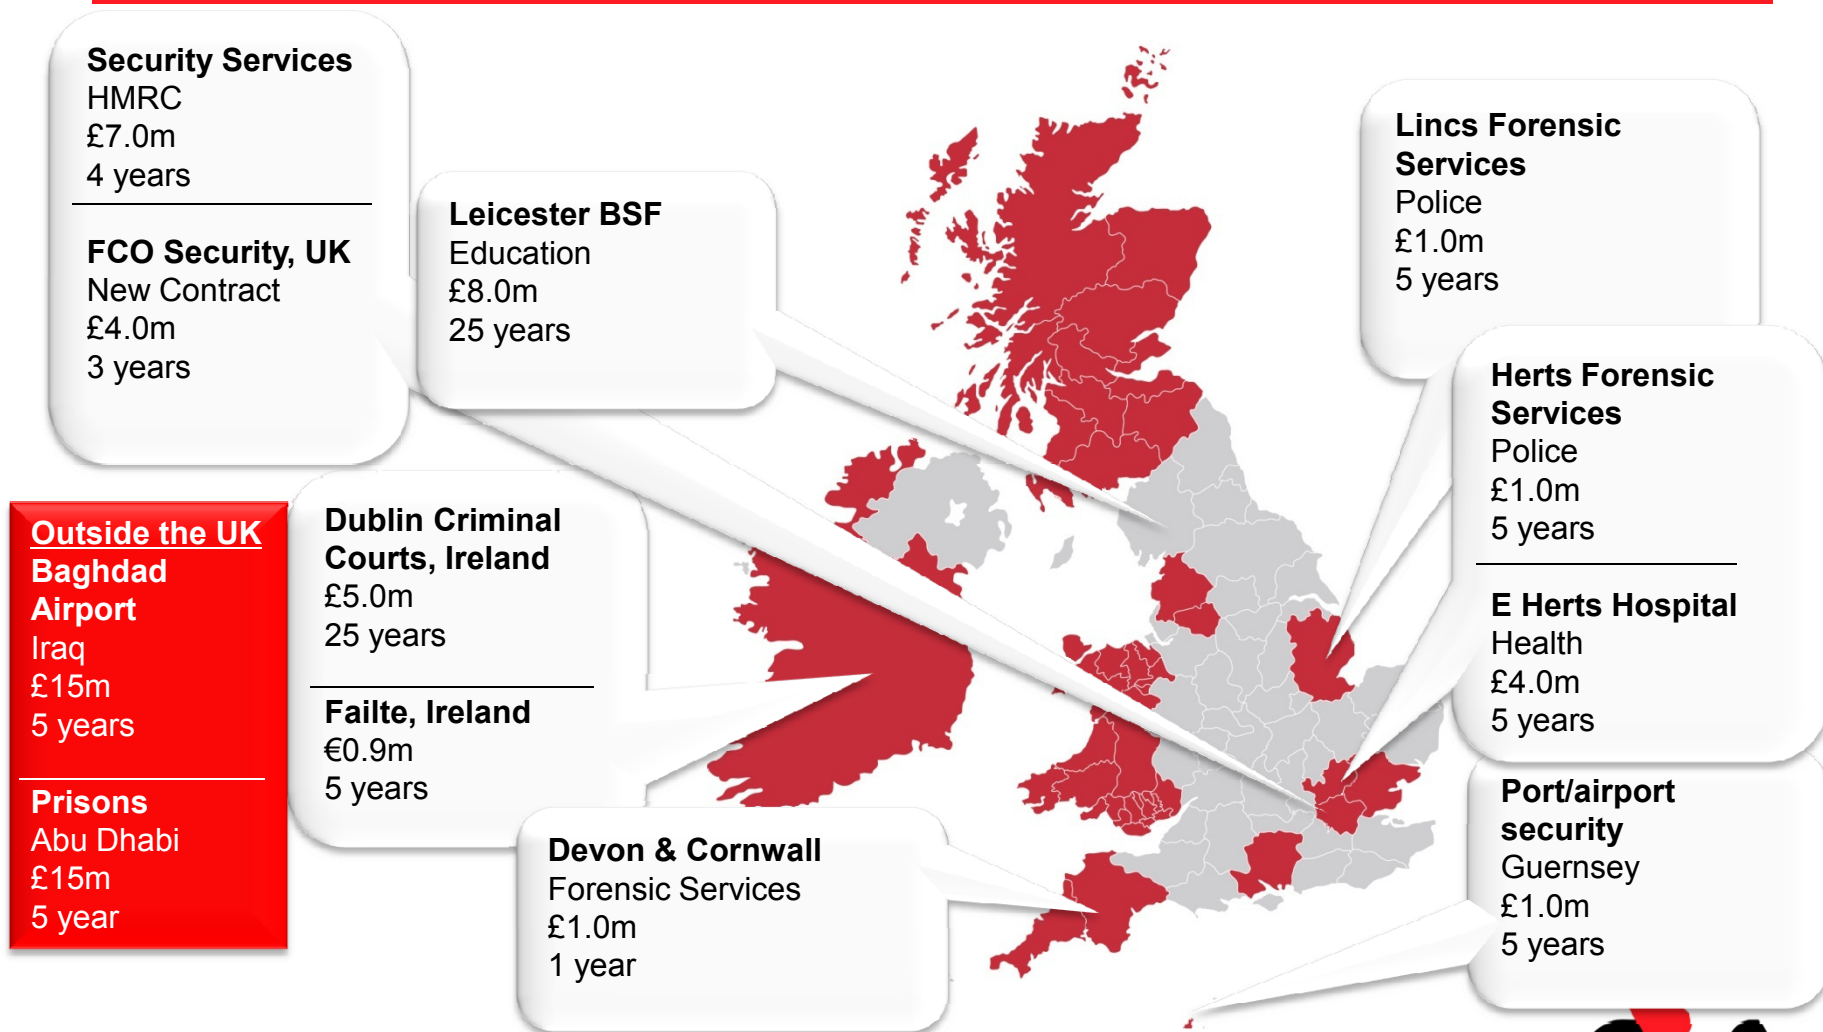 Security Services
HMRC
£7.0m
4 years
FCO Security, UK
New Contract
£4.0m
3 years
Leicester BSF
Education
£8.0m
25 years
Lincs Forensic
Services
Police
£1.0m
5 years
Herts Forensic
Services
Police
£1.0m
5 years
E Herts Hospital
Health
£4.0m
5 years
Outside the UK
Baghdad
Airport
Iraq
£15m
5 years
Prisons
Abu Dhabi
£15m
5 year
Dublin Criminal
Courts, Ireland
£5.0m
25 years
Failte, Ireland
€0.9m
5 years
Devon & Cornwall
Forensic Services
£1.0m
1 year
Port/airport
security
Guernsey
£1.0m
5 years